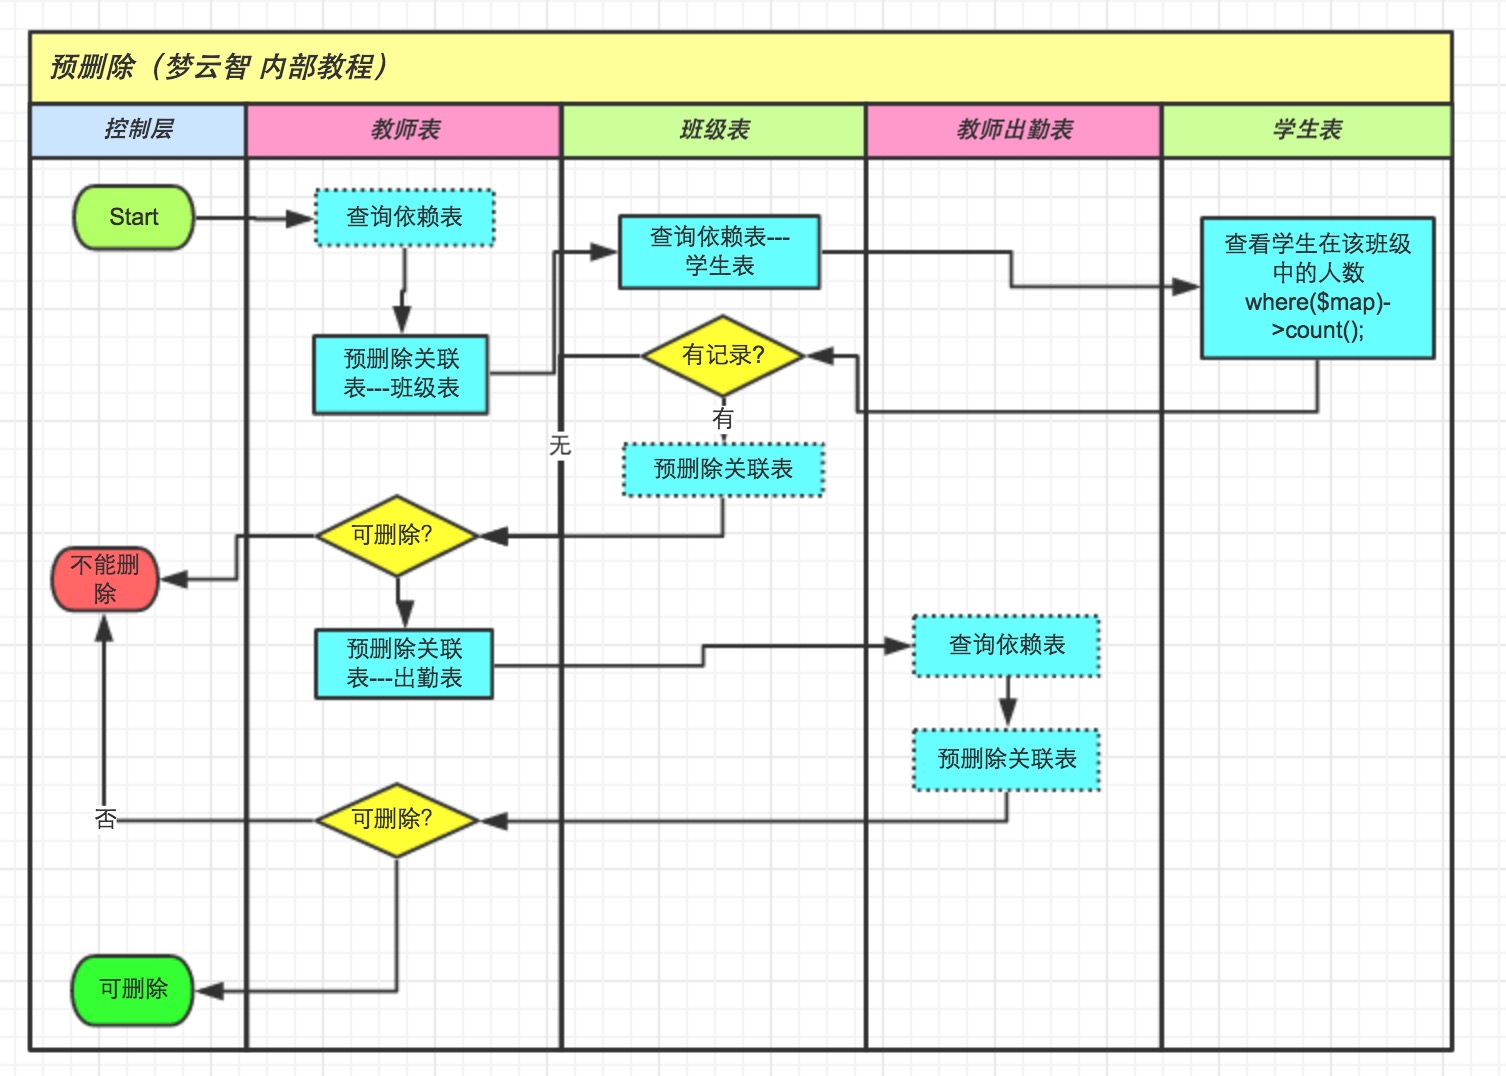 预删除（梦云智 内部教程）
控制层
教师表
班级表
教师出勤表
学生表
Start
查询依赖表
查询依赖表---
学生表
查看学生在该班级
中的人数
where($map)-
>count();
预删除关联
表---班级表
有记录?
有
无
预删除关联表
可删除?
不能删
除
预删除关联
表---出勤表
查询依赖表
预删除关联表
可删除?
否
可删除